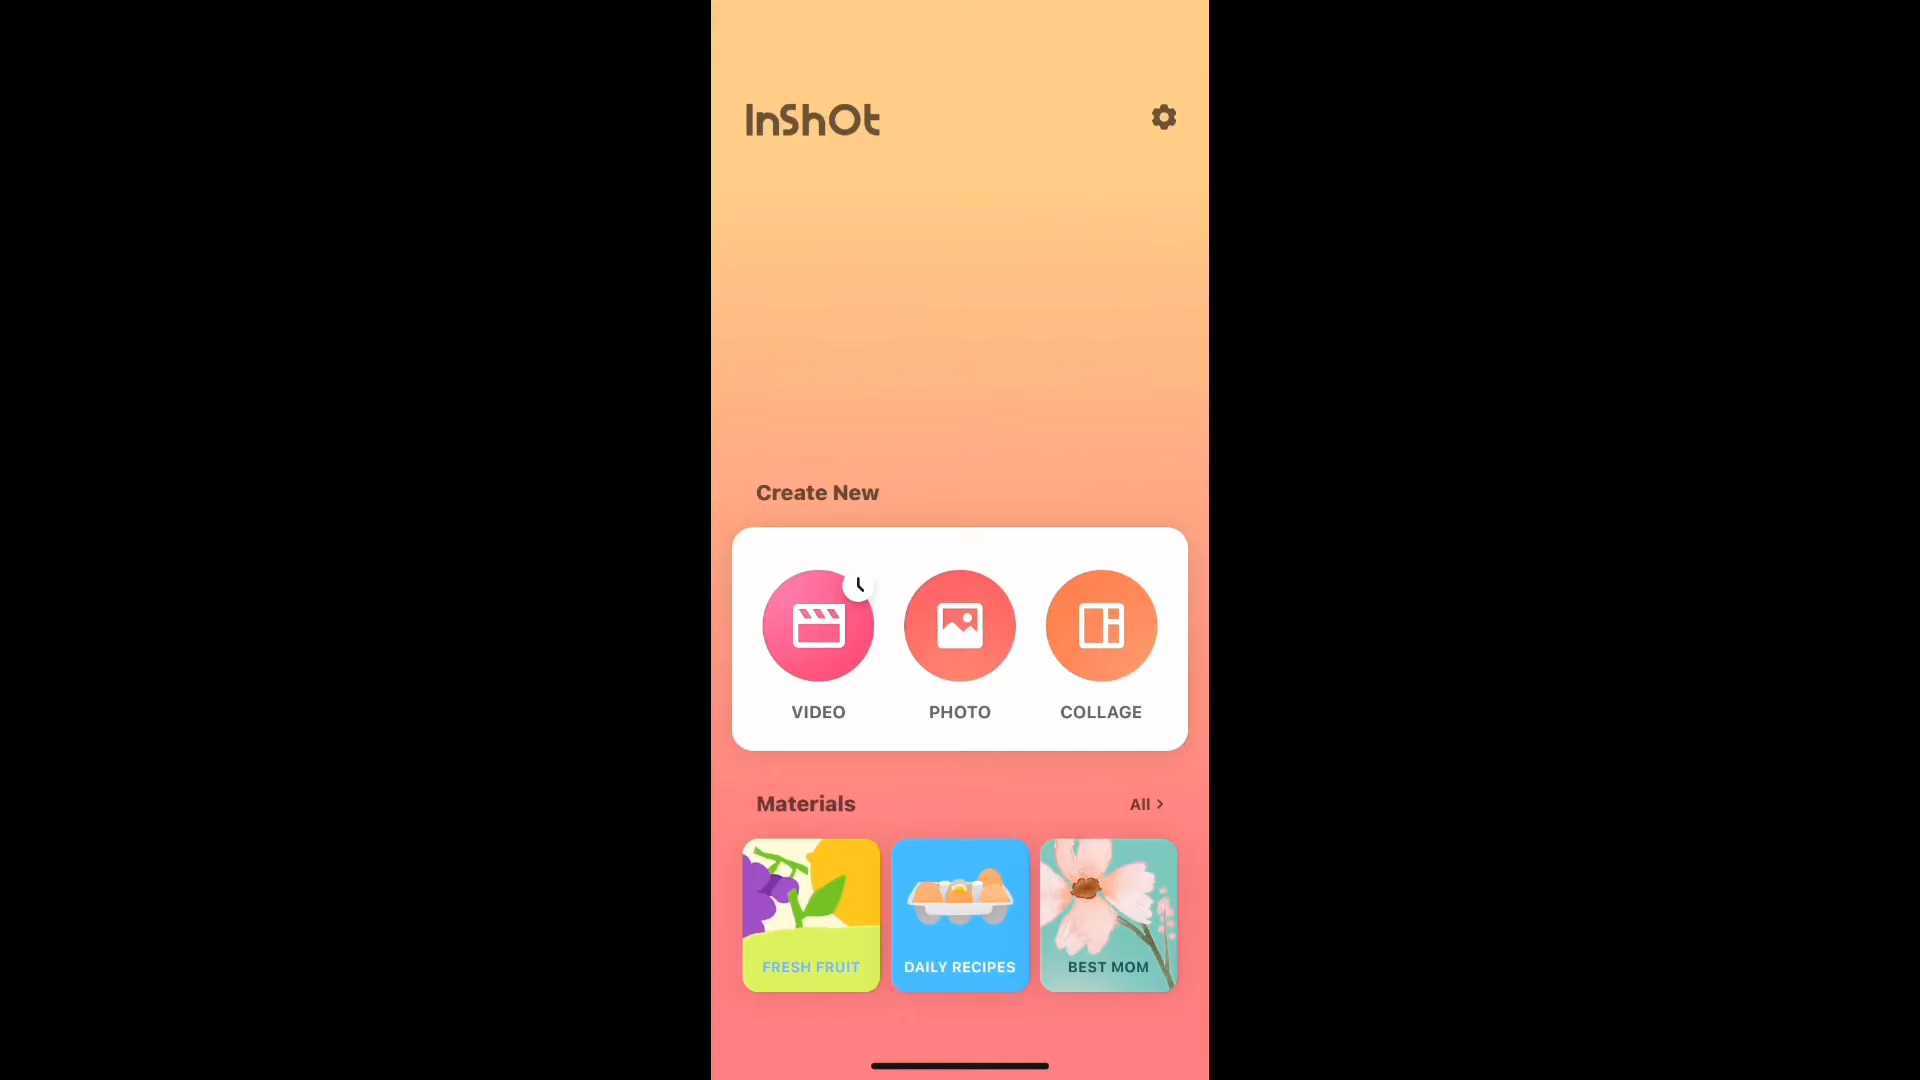 InShOt
Create New
VIDEO PHOTO COLLAGE
Materials All >
FRESH FRUIT DAILY RECIPES BEST MOM